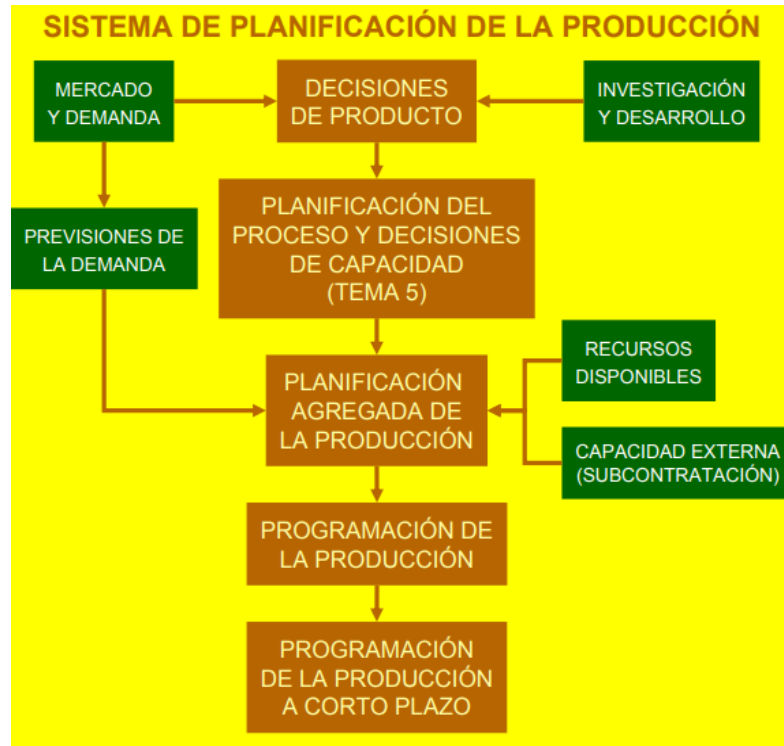 SISTEMA DE PLANIFICACIÓN DE LA PRODUCCIÓN
MERCADO
Y DEMANDA
DECISIONES
DE PRODUCTO
INVESTIGACIÓN
Y DESARROLLO
PREVISIONES DE
LA DEMANDA
PLANIFICACIÓN DEL
PROCESO Y DECISIONES
DE CAPACIDAD
(TEMA 5)
PLANIFICACIÓN
AGREGADA DE
LA PRODUCCIÓN
RECURSOS
DISPONIBLES
CAPACIDAD EXTERNA
(SUBCONTRATACIÓN)
PROGRAMACIÓN DE
LA PRODUCCIÓN
PROGRAMACIÓN
DE LA PRODUCCIÓN
A CORTO PLAZO